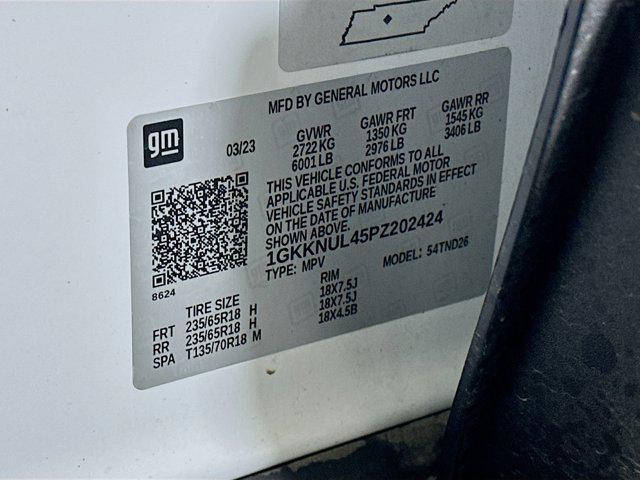 MFD BY GENERAL MOTORS LLC
gm
03/23
GVWR
2722 KG
6001 LB
GAWR FRT
1350 KG
2976 LB
GAWR RR
1545 KG
3406 LB
THIS VEHICLE CONFORMS TO ALL
APPLICABLE U.S. FEDERAL MOTOR
VEHICLE SAFETY STANDARDS IN EFFECT
ON THE DATE OF MANUFACTURE
SHOWN ABOVE.
1GKKNUL45PZ202424
TYPE: MPV
MODEL: 54TND26
8624
TIRE SIZE
RIM
FRT 235/65R18 H 18X7.5J
RR 235/65R18 H 18X7.5J
SPA T135/70R18 M 18X4.5B